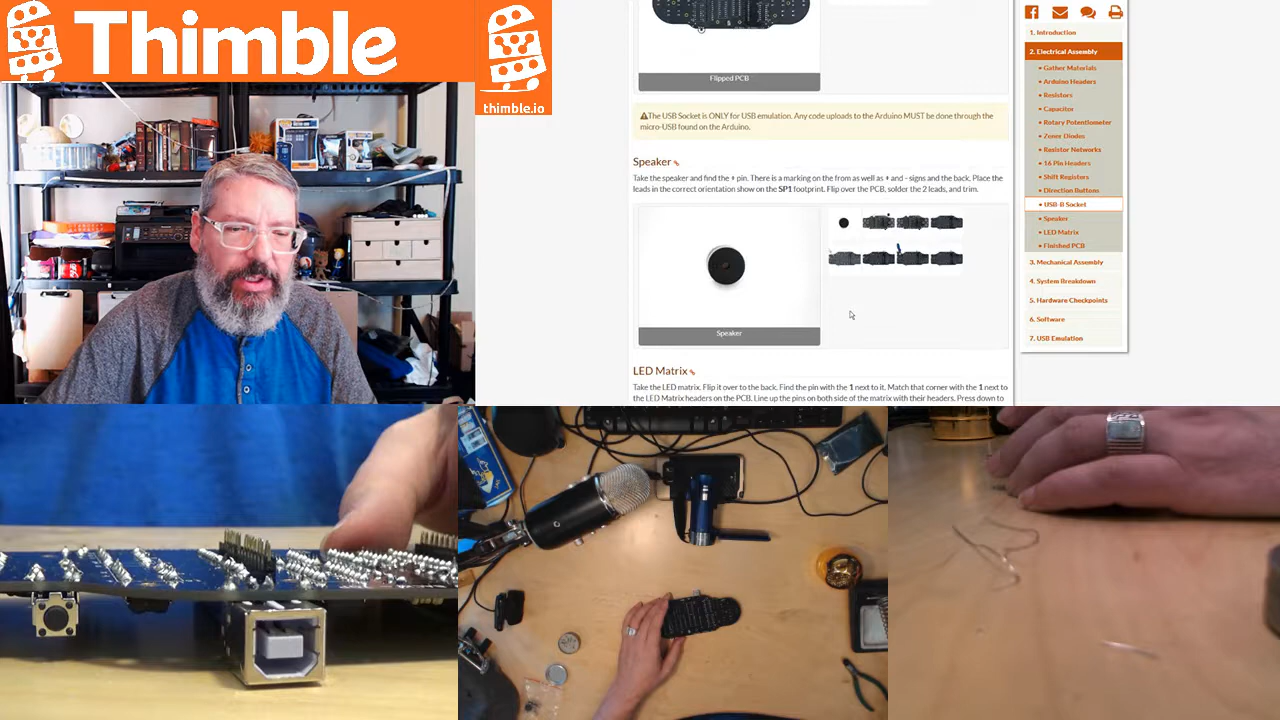 Thimble
thimble.io
Flipped PCB
The USB Socket is ONLY for USB emulation. Any code uploads to the Arduino MUST be done through the
micro-USB found on the Arduino.
Speaker
Take the speaker and find the + pin. There is a marking on the from as well as + and - signs and the back. Place the
leads in the correct orientation show on the SP1 footprint. Flip over the PCB, solder the 2 leads, and trim.
Speaker
LED Matrix
Take the LED matrix. Flip it over to the back. Find the pin with the 1 next to it. Match that corner with the 1 next to
the LED Matrix headers on the PCB. Line up the pins on both side of the matrix with their headers. Press down to
1. Introduction
2. Electrical Assembly
• Gather Materials
• Arduino Headers
• Resistors
• Capacitor
• Rotary Potentiometer
• Zener Diodes
• Resistor Networks
• 16 Pin Headers
• Shift Registers
• Direction Buttons
• USB-B Socket
• Speaker
• LED Matrix
• Finished PCB
3. Mechanical Assembly
4. System Breakdown
5. Hardware Checkpoints
6. Software
7. USB Emulation